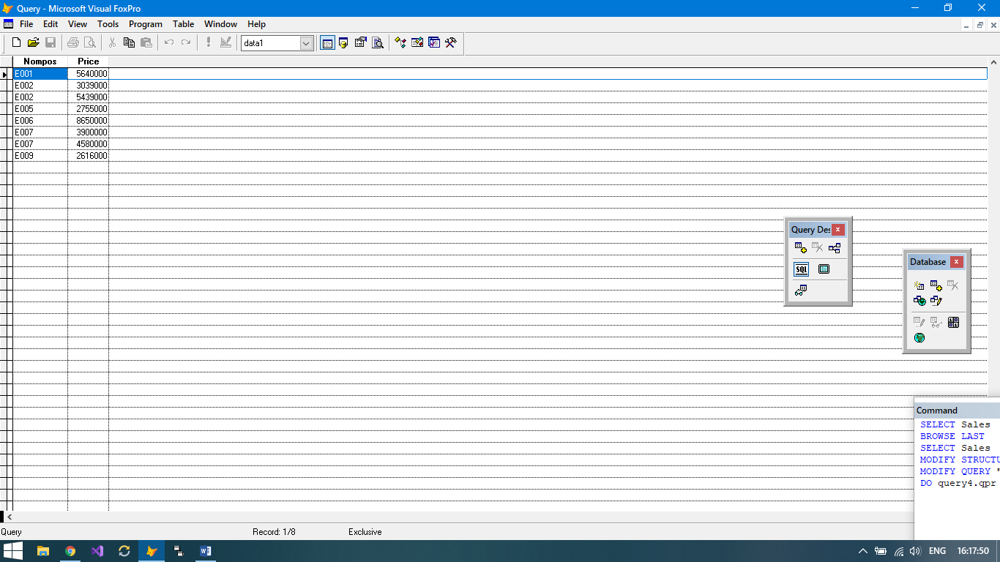 Query - Microsoft Visual FoxPro
File Edit View Tools Program Table Window Help
data1
Nompos Price
E001 5640000
E002 3039000
E002 5439000
E005 2755000
E006 8650000
E007 3900000
E007 4580000
E009 2616000
Query Des
SQL
Database
Command
SELECT Sales
BROWSE LAST
SELECT Sales
MODIFY STRUCTU
MODIFY QUERY "
DO query4.qpr
Query Record: 1/8 Exclusive
ENG 16:17:50